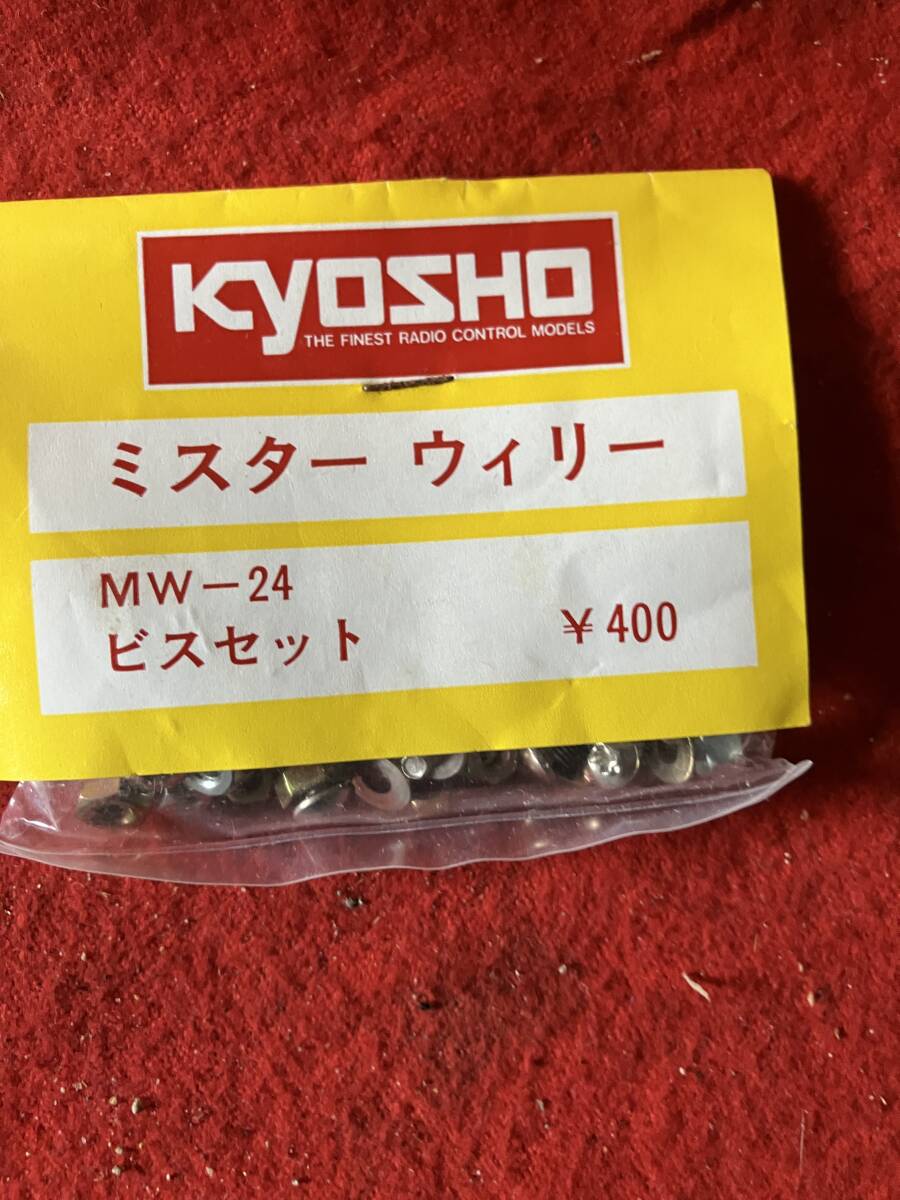 KYOSHO
THE FINEST RADIO CONTROL MODELS
ミスター ウィリー
MW－24
ビスセット ￥400